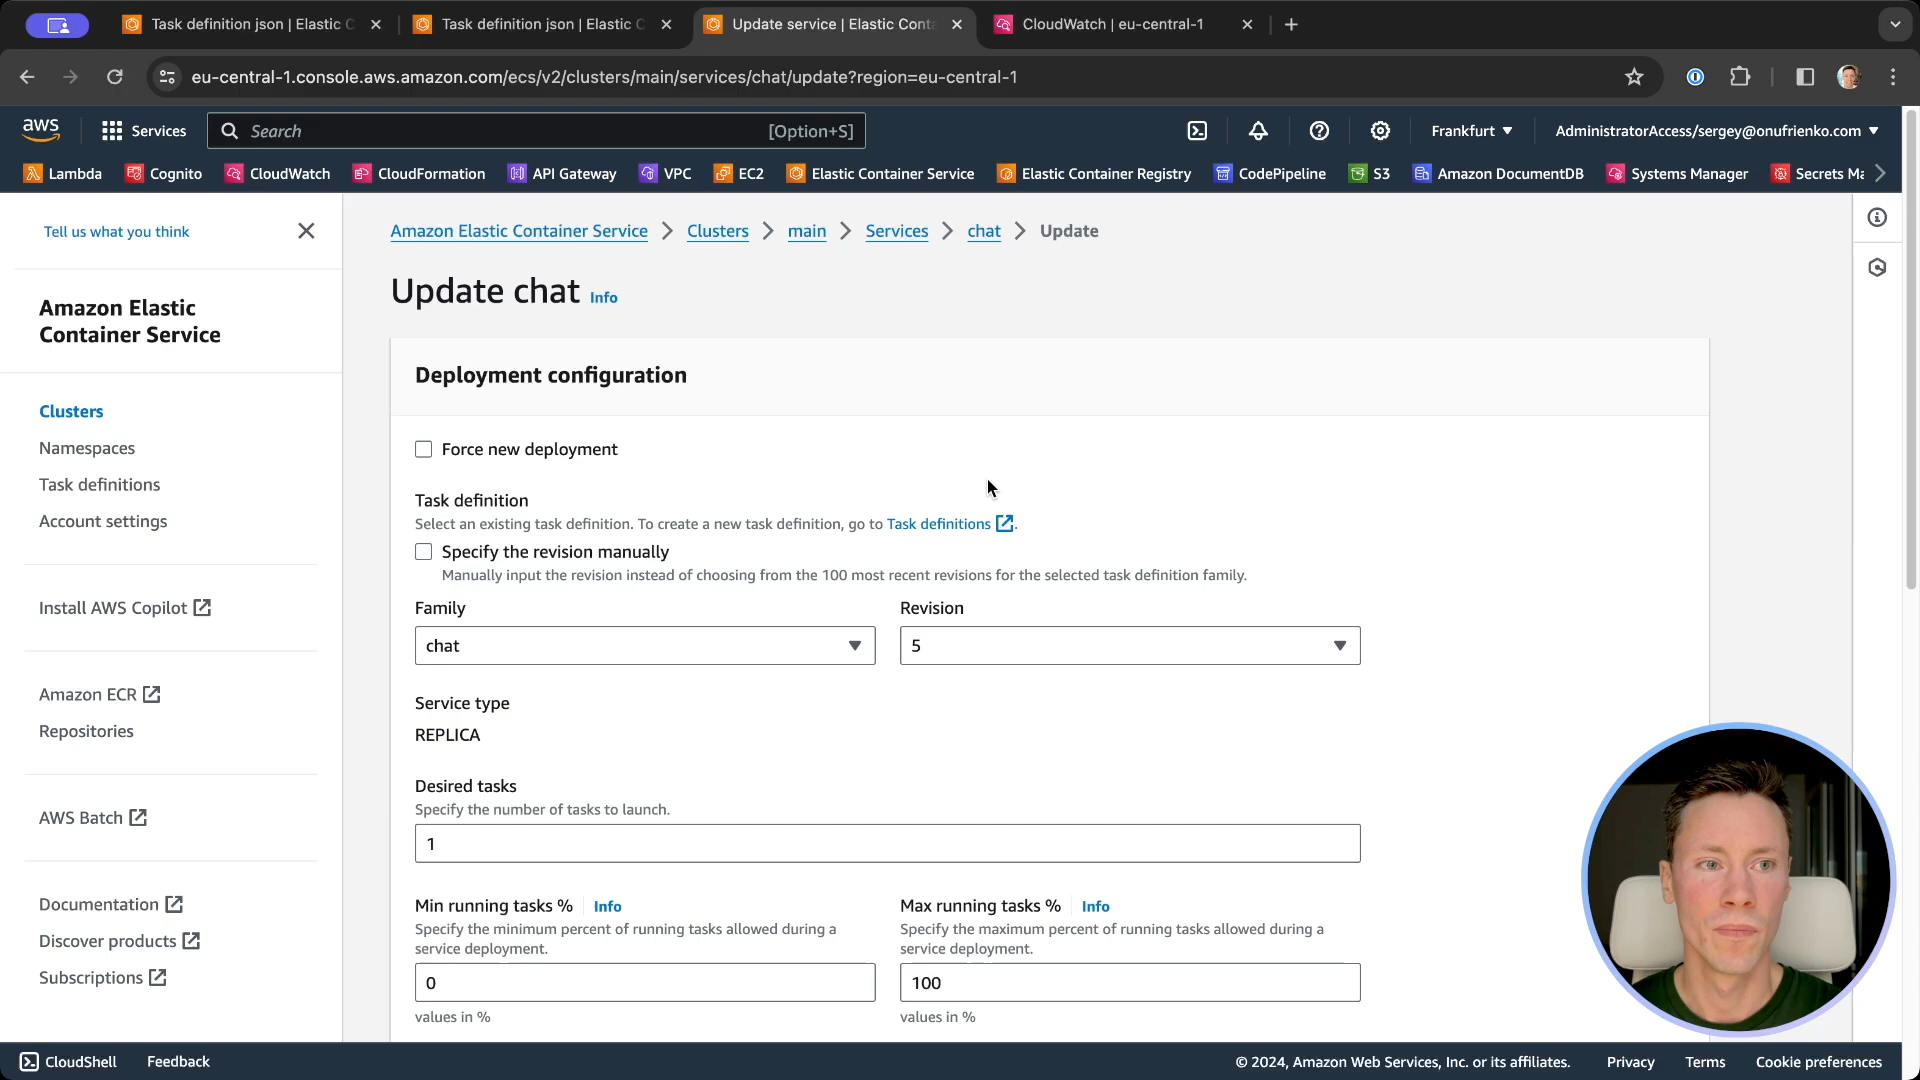 Task definition json | Elastic C
Task definition json | Elastic C
Update service | Elastic Conta
CloudWatch | eu-central-1
eu-central-1.console.aws.amazon.com/ecs/v2/clusters/main/services/chat/update?region=eu-central-1
aws
Services
Search
[Option+S]
Frankfurt
AdministratorAccess/sergey@onufrienko.com
Lambda
Cognito
CloudWatch
CloudFormation
API Gateway
VPC
EC2
Elastic Container Service
Elastic Container Registry
CodePipeline
S3
Amazon DocumentDB
Systems Manager
Secrets Ma
Tell us what you think
Amazon Elastic
Container Service
Clusters
Namespaces
Task definitions
Account settings
Install AWS Copilot
Amazon ECR
Repositories
AWS Batch
Documentation
Discover products
Subscriptions
Amazon Elastic Container Service > Clusters > main > Services > chat > Update
Update chat Info
Deployment configuration
Force new deployment
Task definition
Select an existing task definition. To create a new task definition, go to Task definitions.
Specify the revision manually
Manually input the revision instead of choosing from the 100 most recent revisions for the selected task definition family.
Family
chat
Revision
5
Service type
REPLICA
Desired tasks
Specify the number of tasks to launch.
1
Min running tasks % Info
Specify the minimum percent of running tasks allowed during a
service deployment.
0
values in %
Max running tasks % Info
Specify the maximum percent of running tasks allowed during a
service deployment.
100
values in %
CloudShell
Feedback
© 2024, Amazon Web Services, Inc. or its affiliates.
Privacy
Terms
Cookie preferences